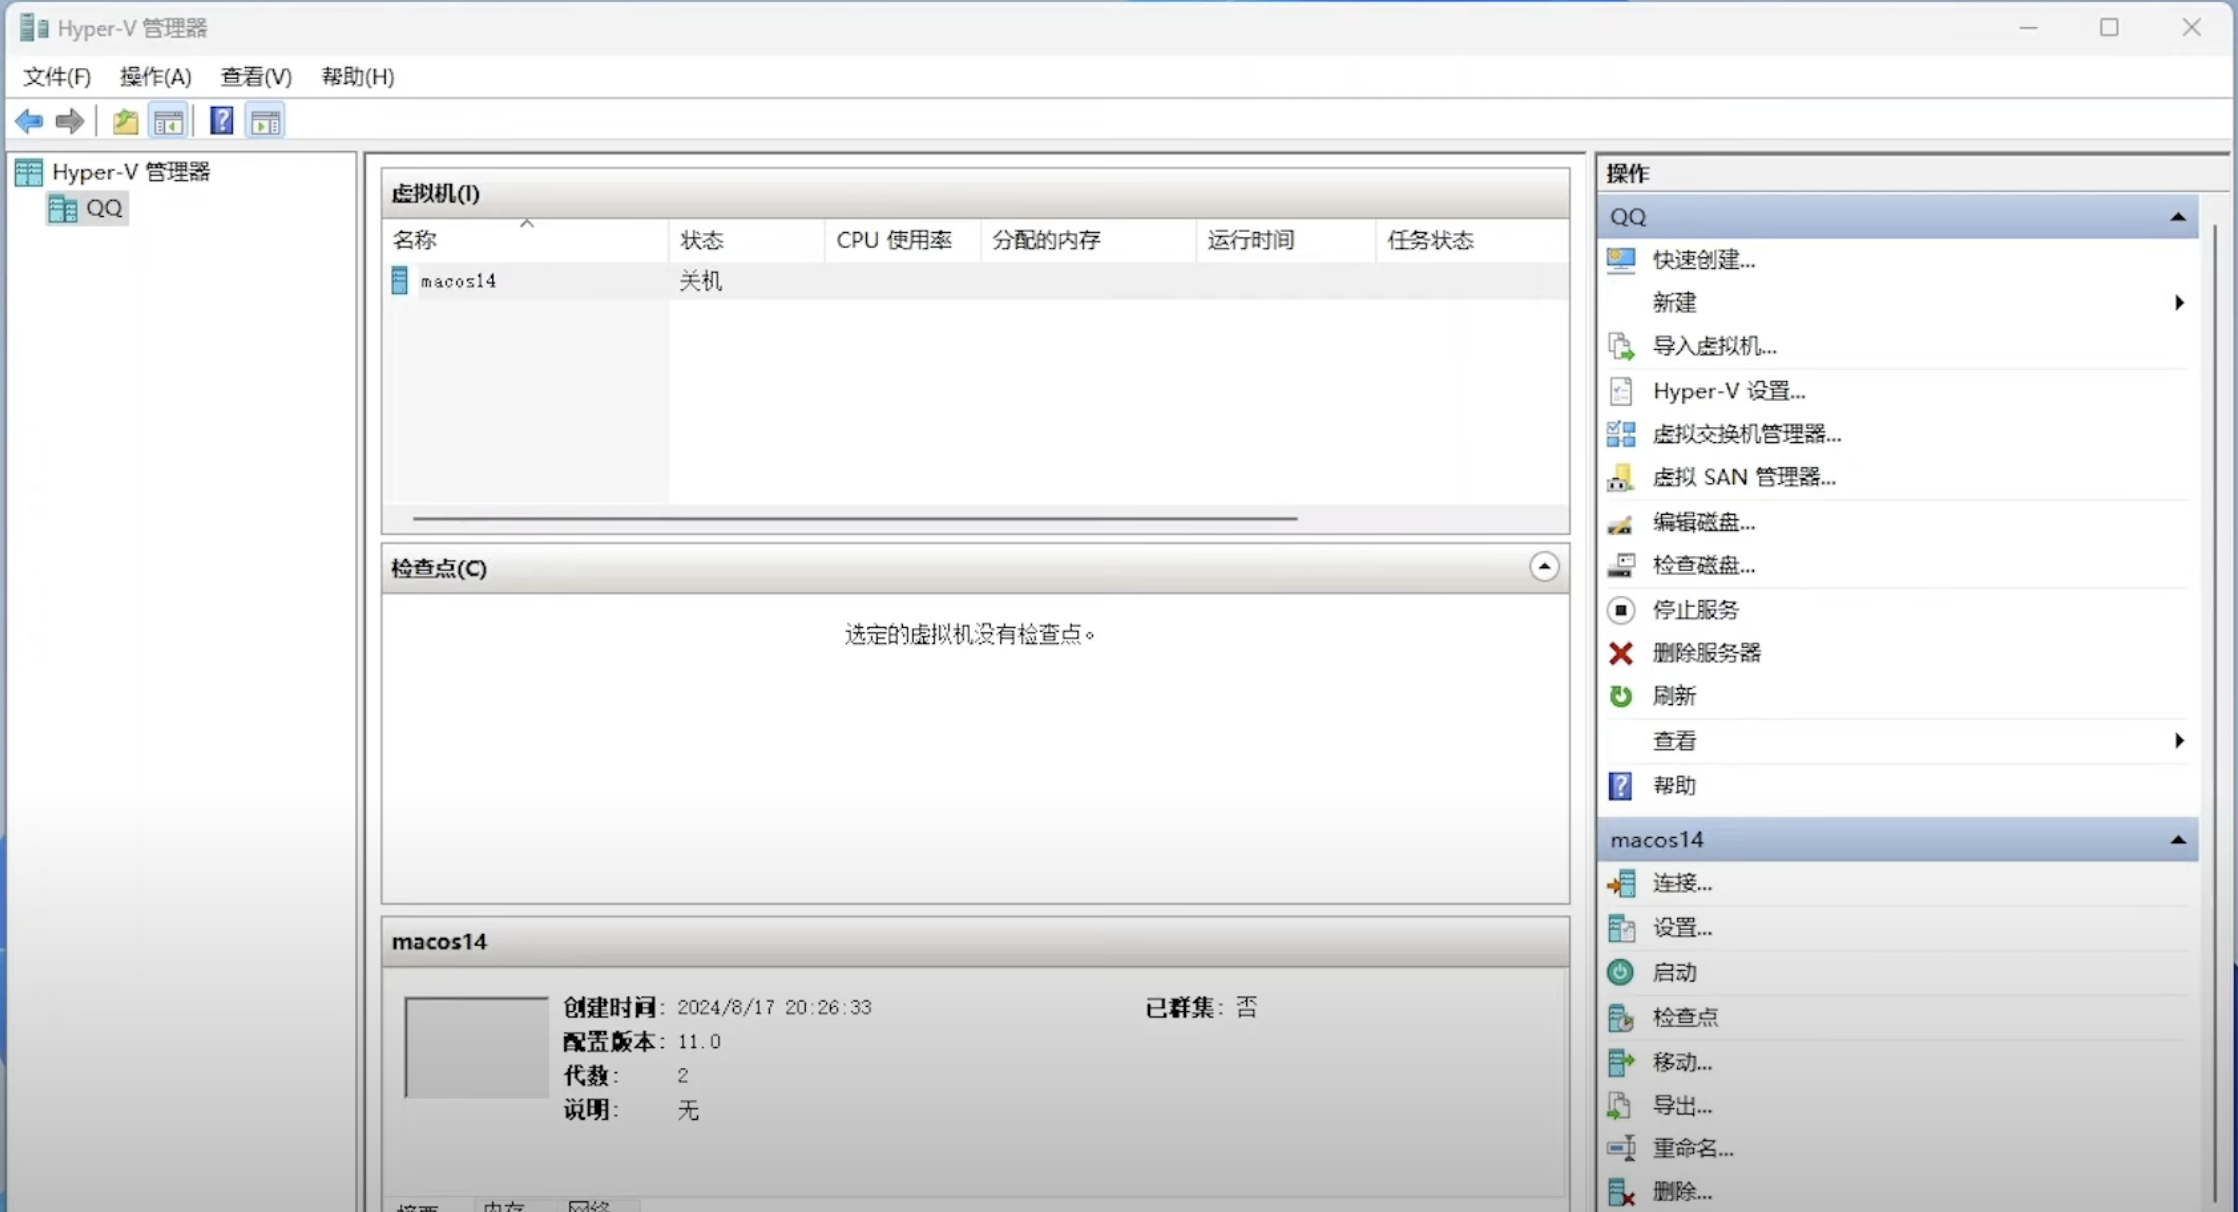 Hyper-V 管理器
文件(F) 操作(A) 查看(V) 帮助(H)
Hyper-V 管理器
QQ
虚拟机(I)
名称 状态 CPU 使用率 分配的内存 运行时间 任务状态
macos14 关机
检查点(C)
选定的虚拟机没有检查点。
macos14
创建时间: 2024/8/17 20:26:33 已群集: 否
配置版本: 11.0
代数: 2
说明: 无
摘要 内存 网络
操作
QQ
快速创建...
新建
导入虚拟机...
Hyper-V 设置...
虚拟交换机管理器...
虚拟 SAN 管理器...
编辑磁盘...
检查磁盘...
停止服务
删除服务器
刷新
查看
帮助
macos14
连接...
设置...
启动
检查点
移动...
导出...
重命名...
删除...